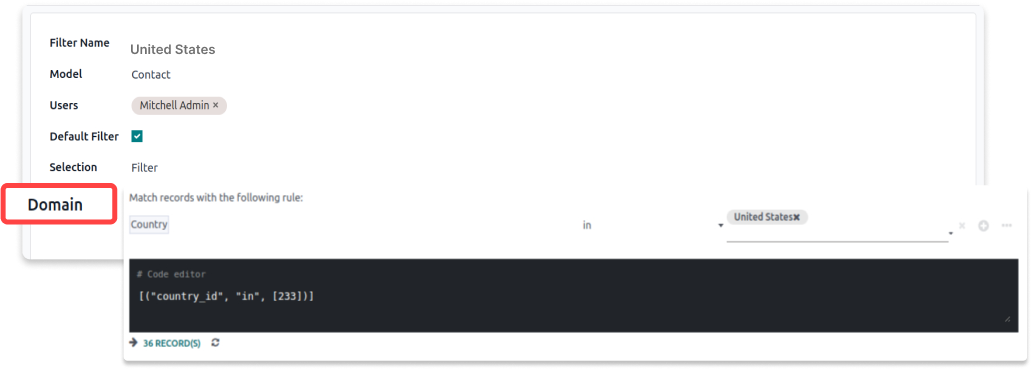 Filter Name United States
Model Contact
Users Mitchell Admin ×
Default Filter
Selection Filter
Domain Match records with the following rule:
Country in United States×
# Code editor
[("country_id", "in", [233])]
36 RECORD(S)